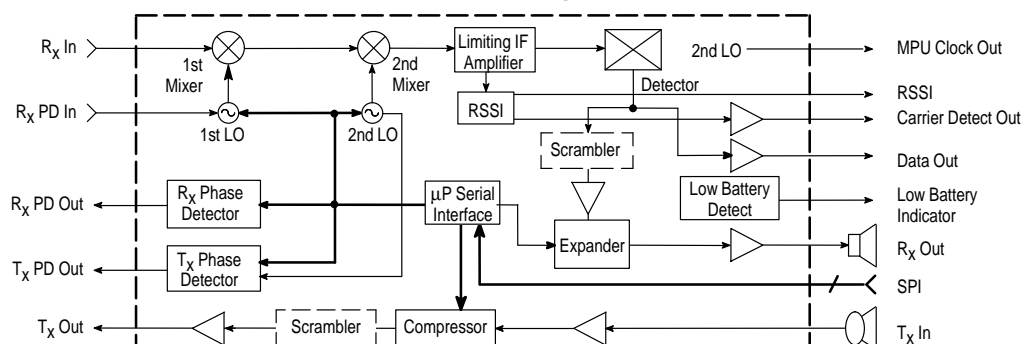 Rx In
1st
Mixer
2nd
Mixer
Limiting IF
Amplifier
2nd LO
MPU Clock Out
Detector
Rx PD In
1st LO
2nd LO
RSSI
RSSI
Carrier Detect Out
Scrambler
Data Out
Rx PD Out
Rx Phase
Detector
µP Serial
Interface
Low Battery
Detect
Low Battery
Indicator
Expander
Rx Out
Tx PD Out
Tx Phase
Detector
SPI
Tx Out
Scrambler
Compressor
Tx In